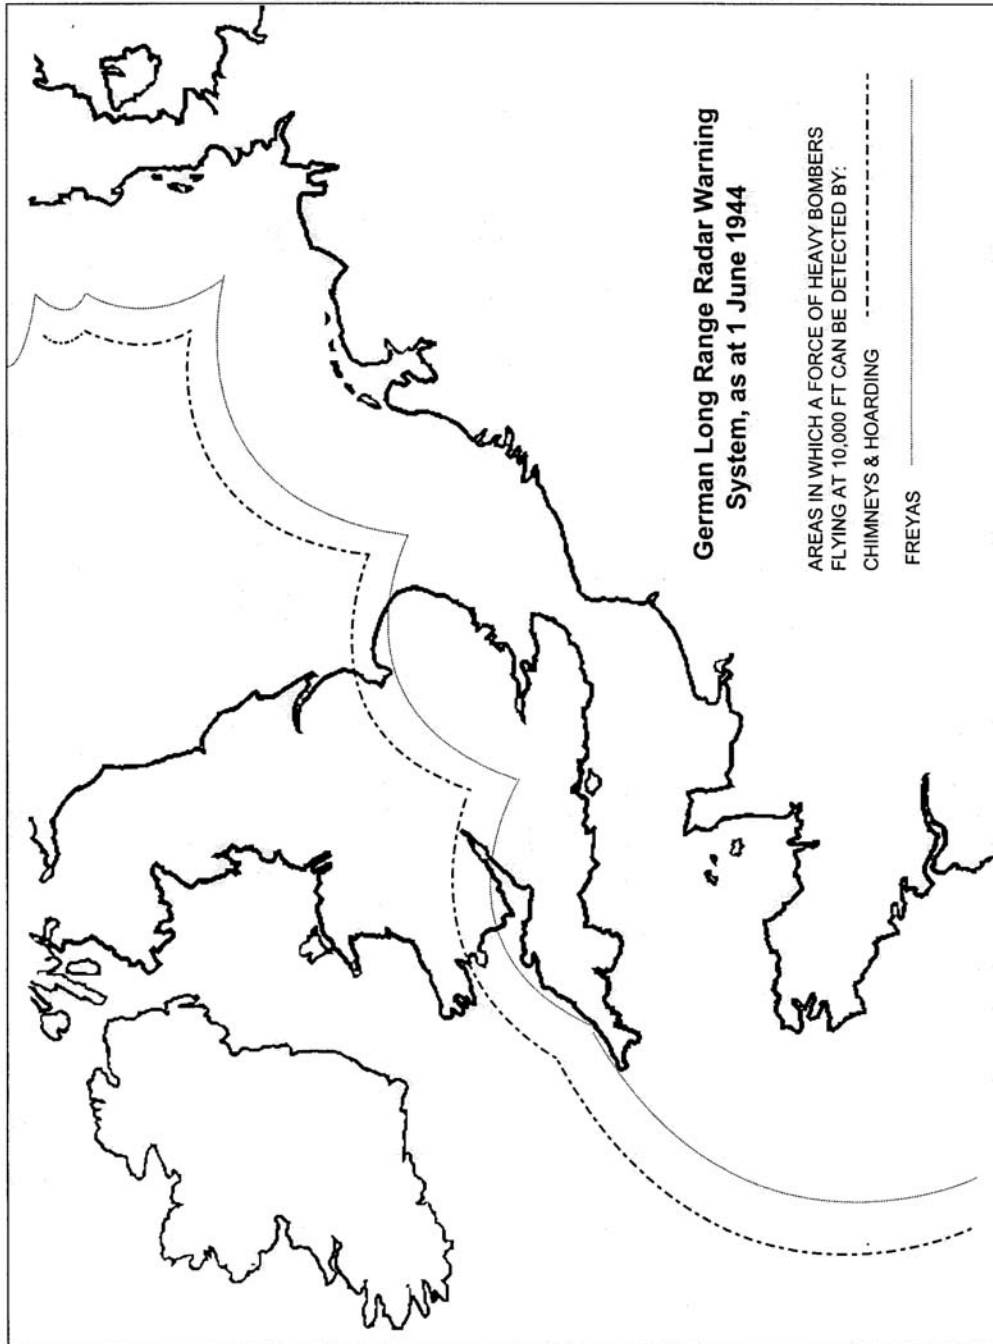 German Long Range Radar Warning
System, as at 1 June 1944
AREAS IN WHICH A FORCE OF HEAVY BOMBERS
FLYING AT 10,000 FT CAN BE DETECTED BY:
CHIMNEYS & HOARDING
FREYAS